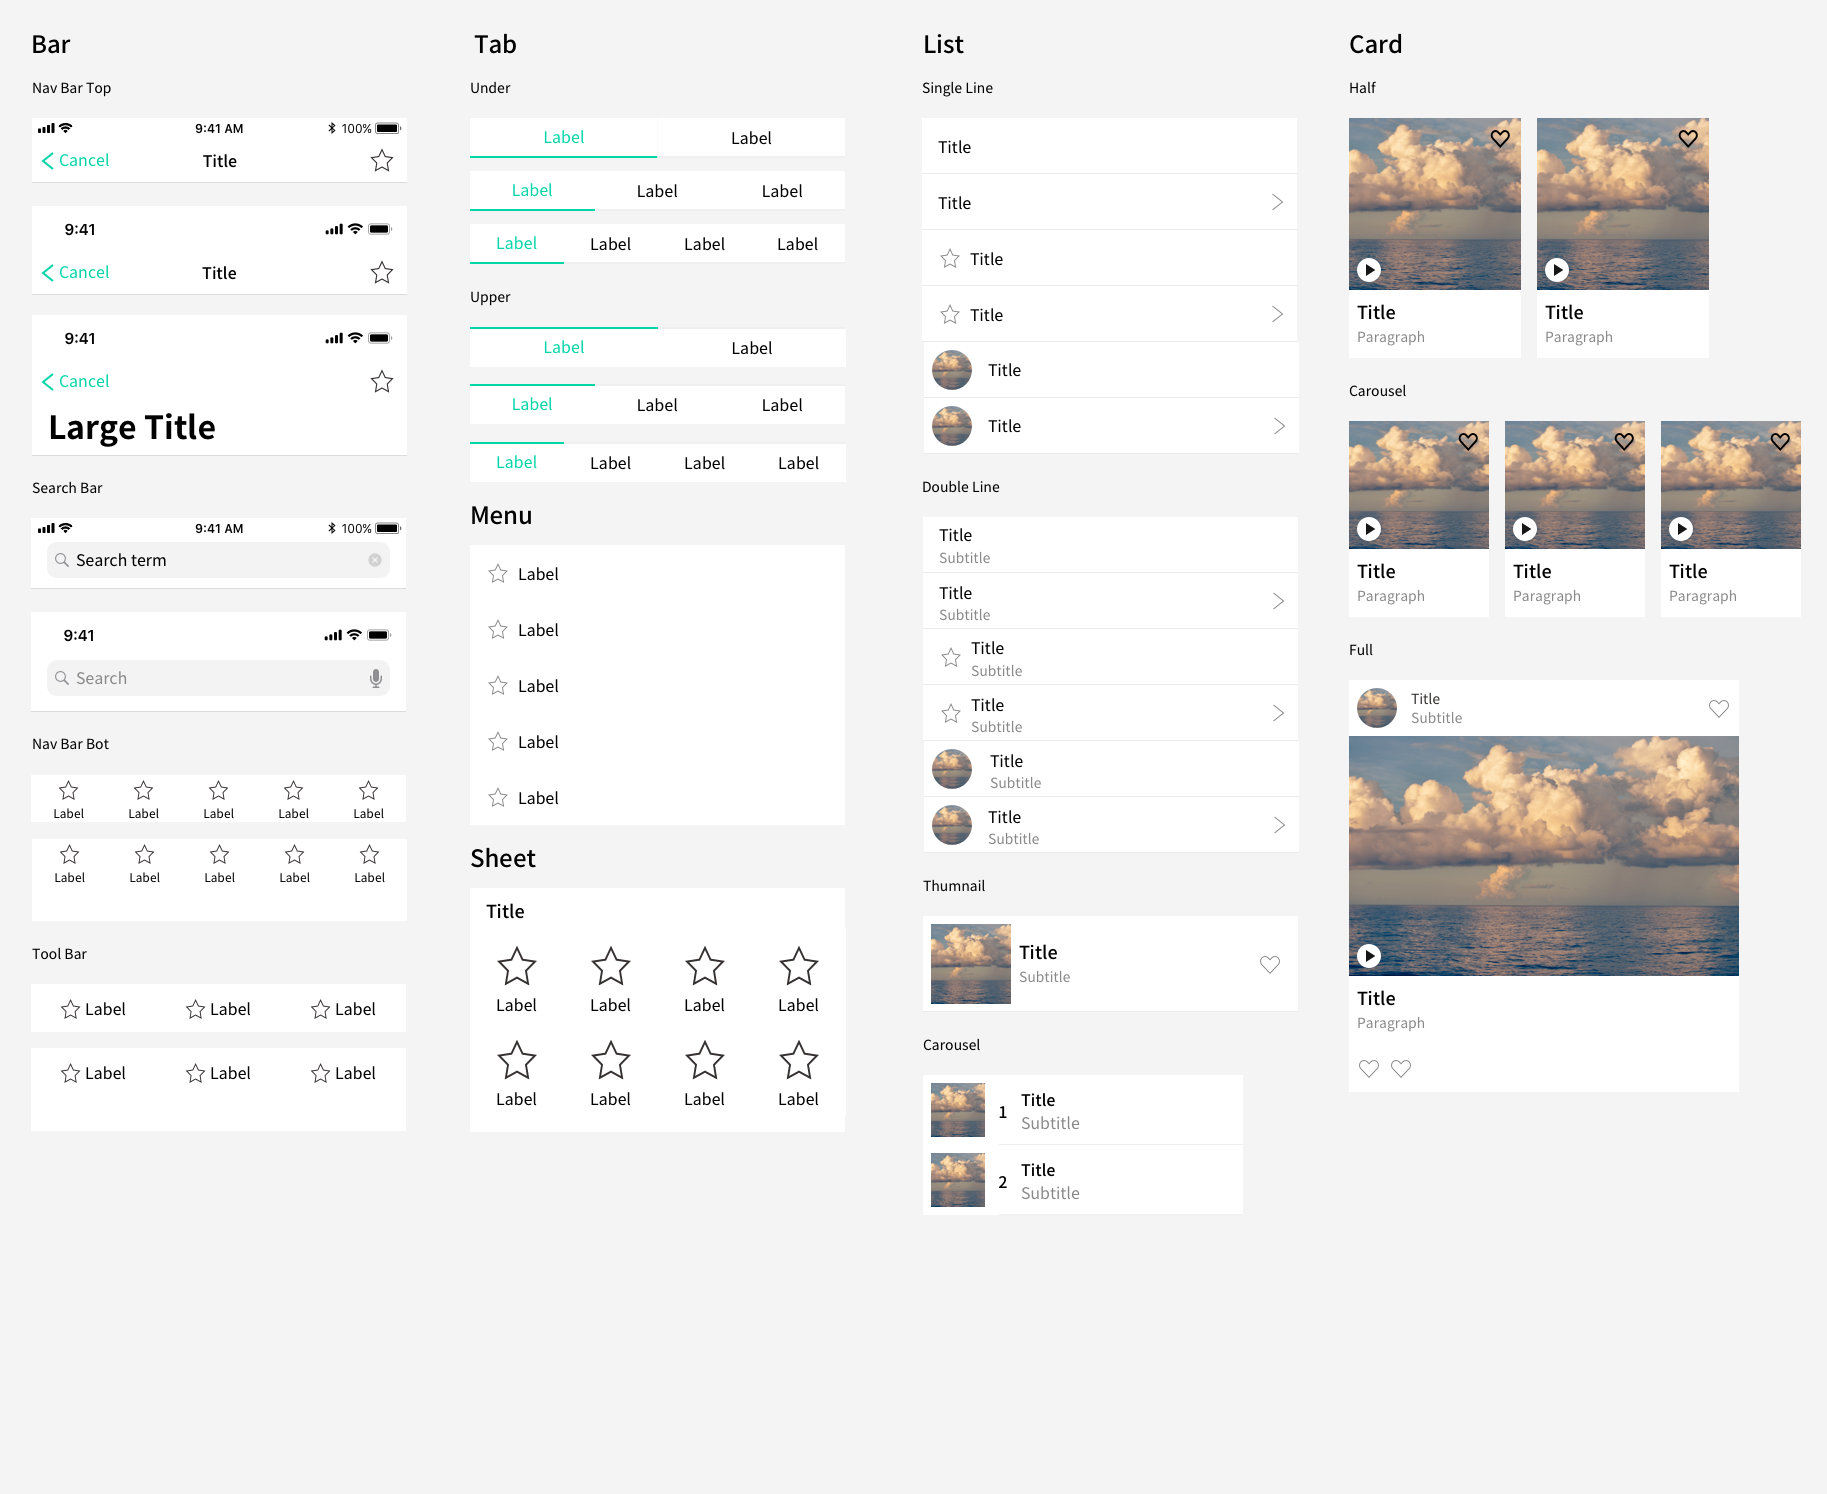 Bar
Nav Bar Top
9:41 AM 100%
Cancel Title
9:41
Cancel Title
9:41
Cancel
Large Title
Search Bar
9:41 AM 100%
Search term
9:41
Search
Nav Bar Bot
Label Label Label Label Label
Label Label Label Label Label
Tool Bar
Label Label Label
Label Label Label
Tab
Under
Label Label
Label Label Label
Label Label Label Label
Upper
Label Label
Label Label Label
Label Label Label Label
Menu
Label
Label
Label
Label
Label
Sheet
Title
Label Label Label Label
Label Label Label Label
List
Single Line
Title
Title
Title
Title
Title
Title
Double Line
Title
Subtitle
Title
Subtitle
Title
Subtitle
Title
Subtitle
Title
Subtitle
Title
Subtitle
Thumnail
Title
Subtitle
Carousel
1 Title
Subtitle
2 Title
Subtitle
Card
Half
Title Title
Paragraph Paragraph
Carousel
Title Title Title
Paragraph Paragraph Paragraph
Full
Title
Subtitle
Title
Paragraph